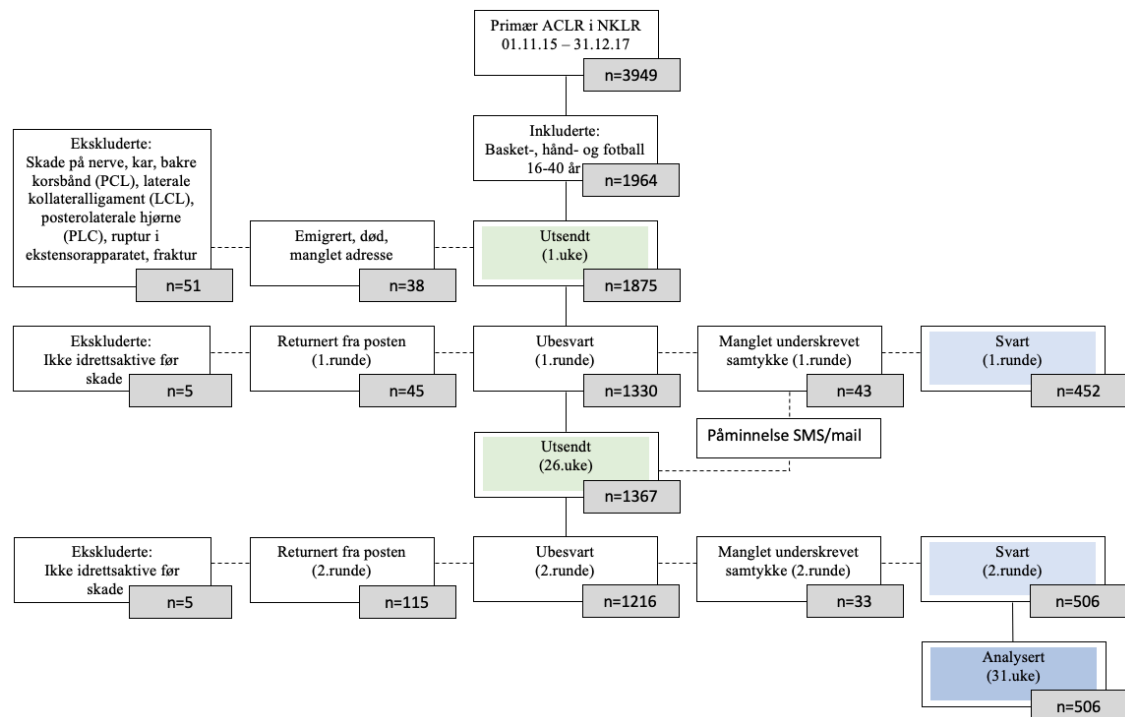 Primær ACLR i NKLR
01.11.15 – 31.12.17
n=3949
Inkluderte:
Basket-, hånd- og fotball
16-40 år
n=1964
Ekskluderte:
Skade på nerve, kar, bakre
korsbånd (PCL), laterale
kollateralligament (LCL),
posterolaterale hjørne
(PLC), ruptur i
ekstensorapparatet, fraktur
n=51
Emigrert, død,
manglet adresse
n=38
Utsendt
(1.uke)
n=1875
Ekskluderte:
Ikke idrettsaktive før
skade
n=5
Returnert fra posten
(1.runde)
n=45
Ubesvart
(1.runde)
n=1330
Manglet underskrevet
samtykke (1.runde)
n=43
Svart
(1.runde)
n=452
Påminnelse SMS/mail
Utsendt
(26.uke)
n=1367
Ekskluderte:
Ikke idrettsaktive før
skade
n=5
Returnert fra posten
(2.runde)
n=115
Ubesvart
(2.runde)
n=1216
Manglet underskrevet
samtykke (2.runde)
n=33
Svart
(2.runde)
n=506
Analysert
(31.uke)
n=506